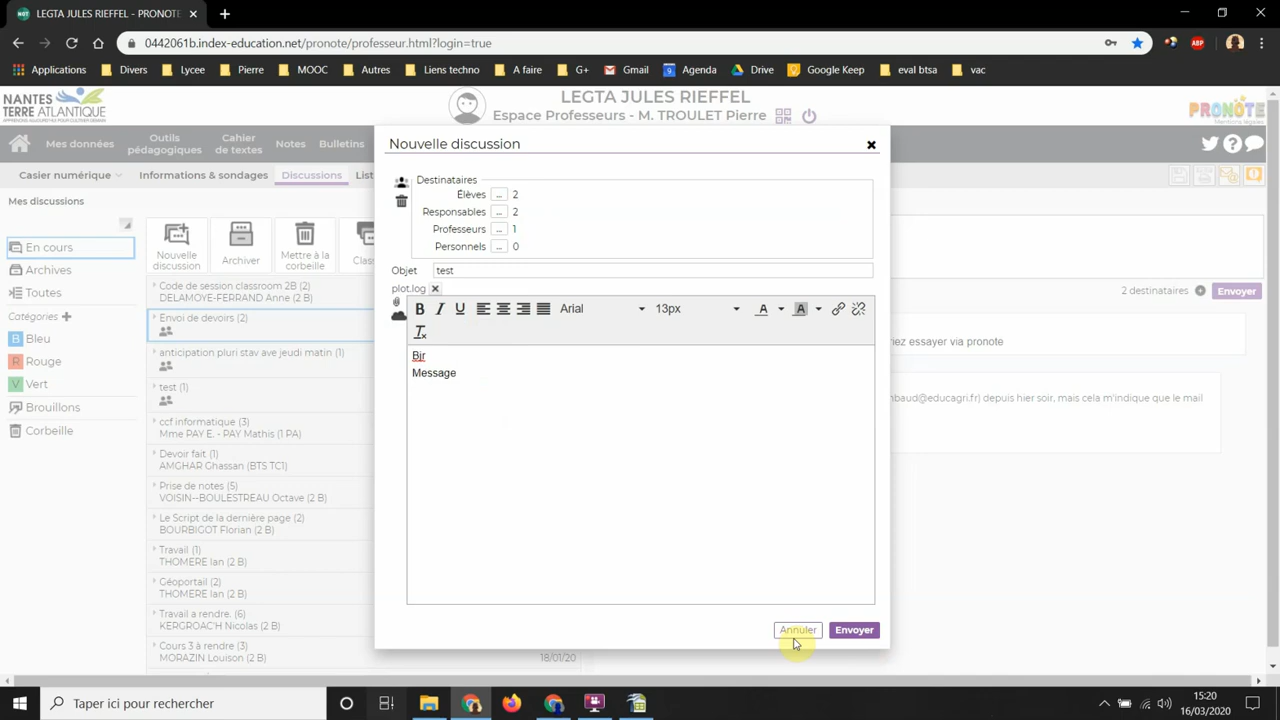 LEGTA JULES RIEFFEL - PRONOTE
0442061b.index-education.net/pronote/professeur.html?login=true
Applications Divers Lycee Pierre MOOC Autres Liens techno A faire G+ Gmail Agenda Drive Google Keep eval btsa vac
NANTES
TERRE ATLANTIQUE
LEGTA JULES RIEFFEL
Espace Professeurs - M. TROULET Pierre
PRONOTE
Mentions légales
Mes données
Outils pédagogiques
Cahier de textes
Notes
Bulletins
Casier numérique Informations & sondages Discussions List
Mes discussions
En cours
Archives
Toutes
Catégories
B Bleu
R Rouge
V Vert
Brouillons
Corbeille
Nouvelle discussion
Archiver
Mettre à la corbeille
Clas
Code de session classroom 2B (2)
DELAMOYE-FERRAND Anne (2 B)
Envoi de devoirs (2)
anticipation pluri stav ave jeudi matin (1)
test (1)
ccf informatique (3)
Mme PAY E. - PAY Mathis (1 PA)
Devoir fait (1)
AMGHAR Ghassan (BTS TC1)
Prise de notes (5)
VOISIN--BOULESTREAU Octave (2 B)
Le Script de la dernière page (2)
BOURBIGOT Florian (2 B)
Travail (1)
THOMERE Ian (2 B)
Géoportail (2)
THOMERE Ian (2 B)
Travail a rendre. (6)
KERGROAC'H Nicolas (2 B)
Cours 3 à rendre (3)
MORAZIN Louison (2 B)
18/01/20
Nouvelle discussion
Destinataires
Élèves ... 2
Responsables ... 2
Professeurs ... 1
Personnels ... 0
Objet test
plot.log
B I U Arial 13px A A
Bjr
Message
Annuler Envoyer
2 destinataires Envoyer
ez essayer via pronote
nbaud@educagri.fr) depuis hier soir, mais cela m'indique que le mail
Taper ici pour rechercher
15:20
16/03/2020